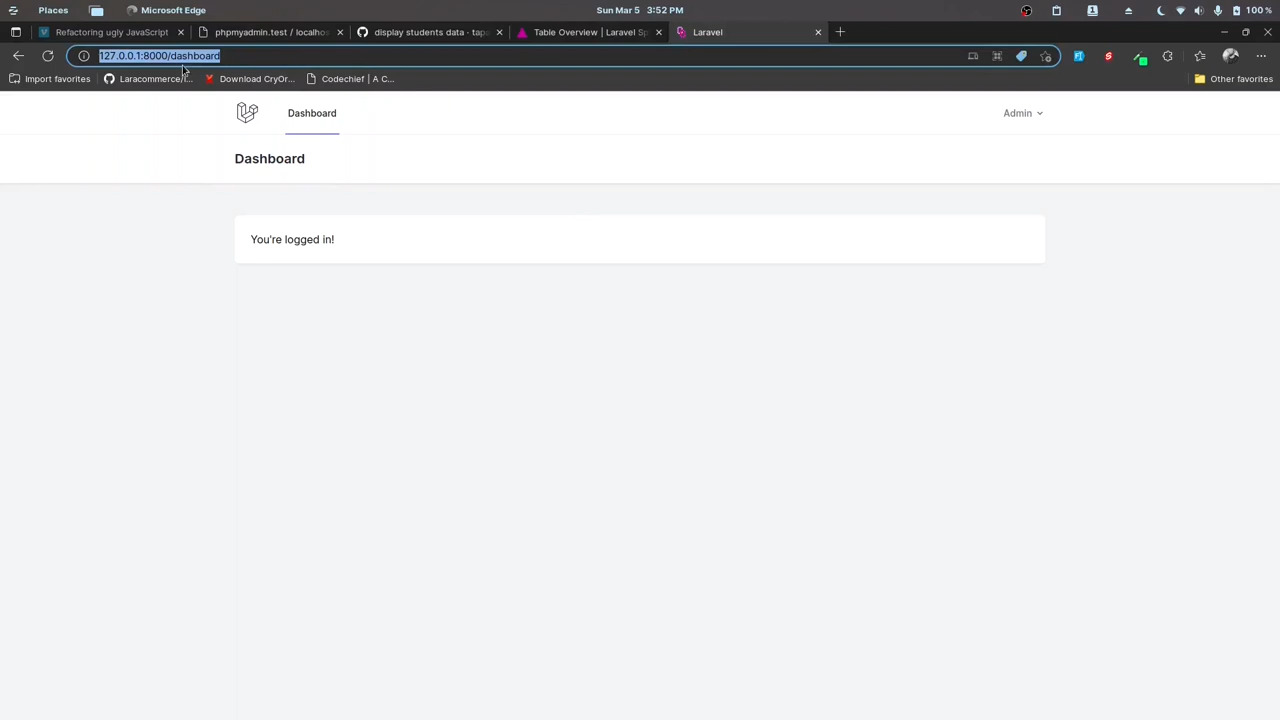 Places Microsoft Edge Sun Mar 5 3:52 PM 100 %
Refactoring ugly JavaScript phpmyadmin.test / localhos display students data · tapa Table Overview | Laravel Sp Laravel
127.0.0.1:8000/dashboard
Import favorites Laracommerce/l... Download CryOr... Codechief | A C... Other favorites
Dashboard Admin
Dashboard
You're logged in!